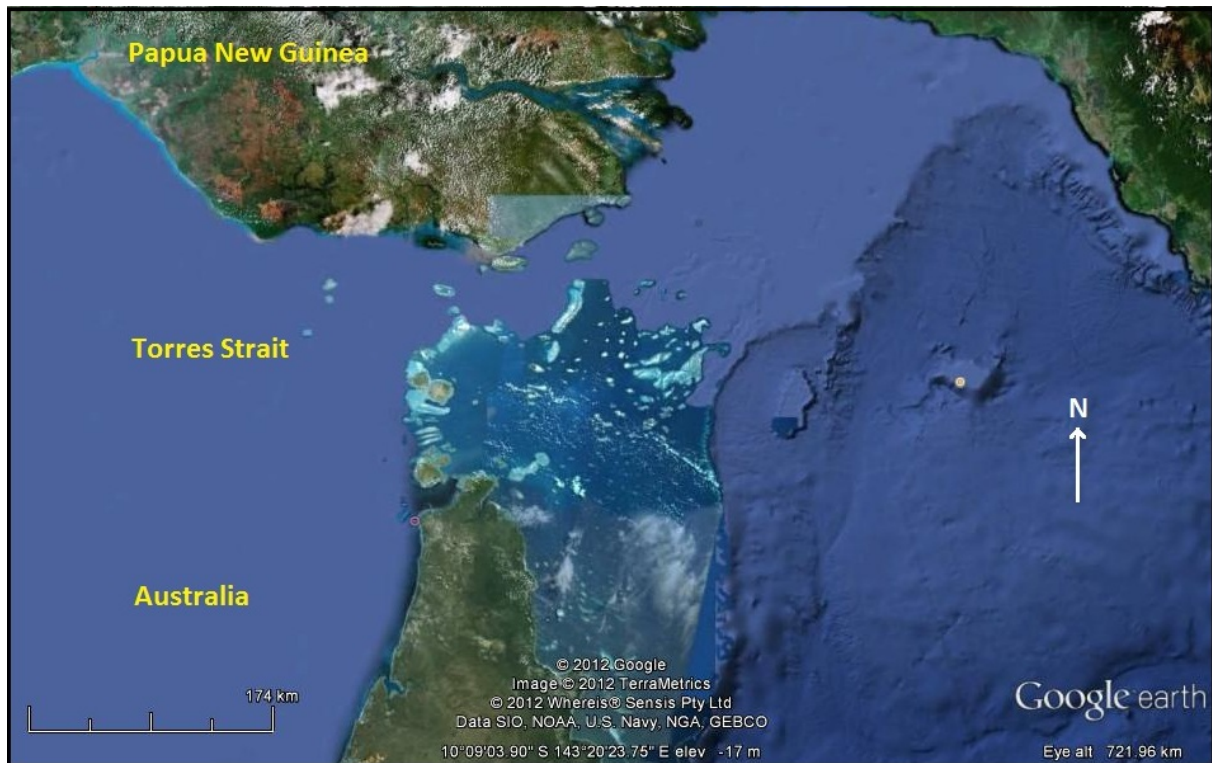 Papua New Guinea
Torres Strait
N
Australia
174 km
© 2012 Google
Image © 2012 TerraMetrics
© 2012 Whereis® Sensis Pty Ltd
Data SIO, NOAA, U.S. Navy, NGA, GEBCO
Google earth
10°09'03.90" S 143°20'23.75" E elev -17 m
Eye alt 721.96 km